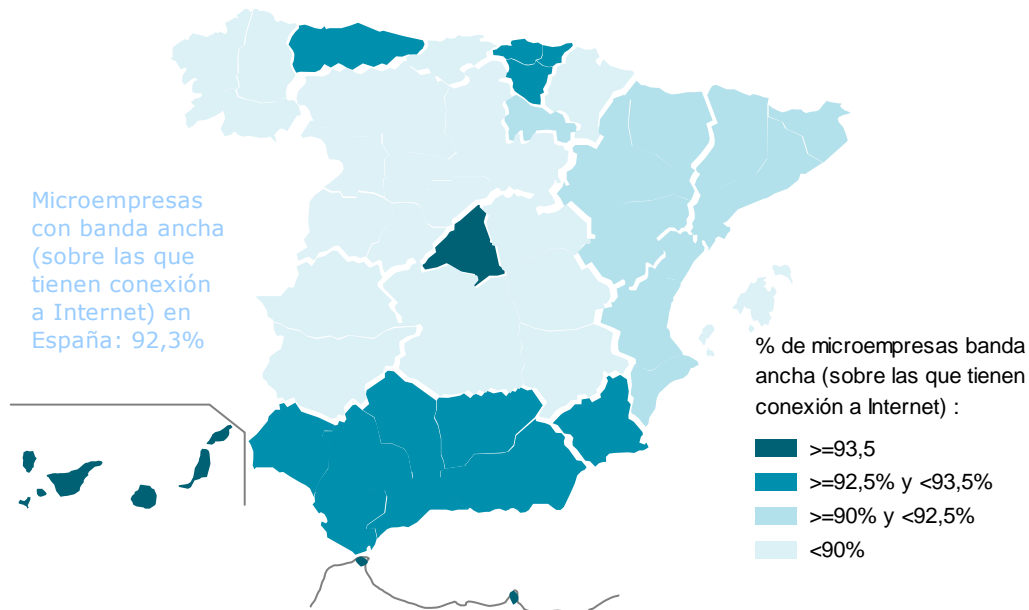 Microempresas
con banda ancha
(sobre las que
tienen conexión
a Internet) en
España: 92,3%
% de microempresas banda
ancha (sobre las que tienen
conexión a Internet) :
>=93,5
>=92,5% y <93,5%
>=90% y <92,5%
<90%